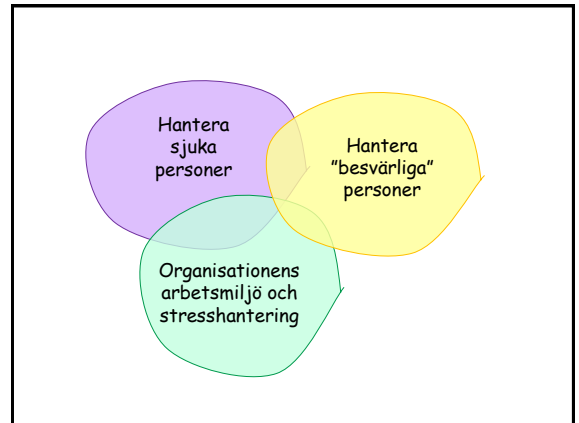 Hantera
sjuka
personer
Hantera
”besvärliga”
personer
Organisationens
arbetsmiljö och
stresshantering